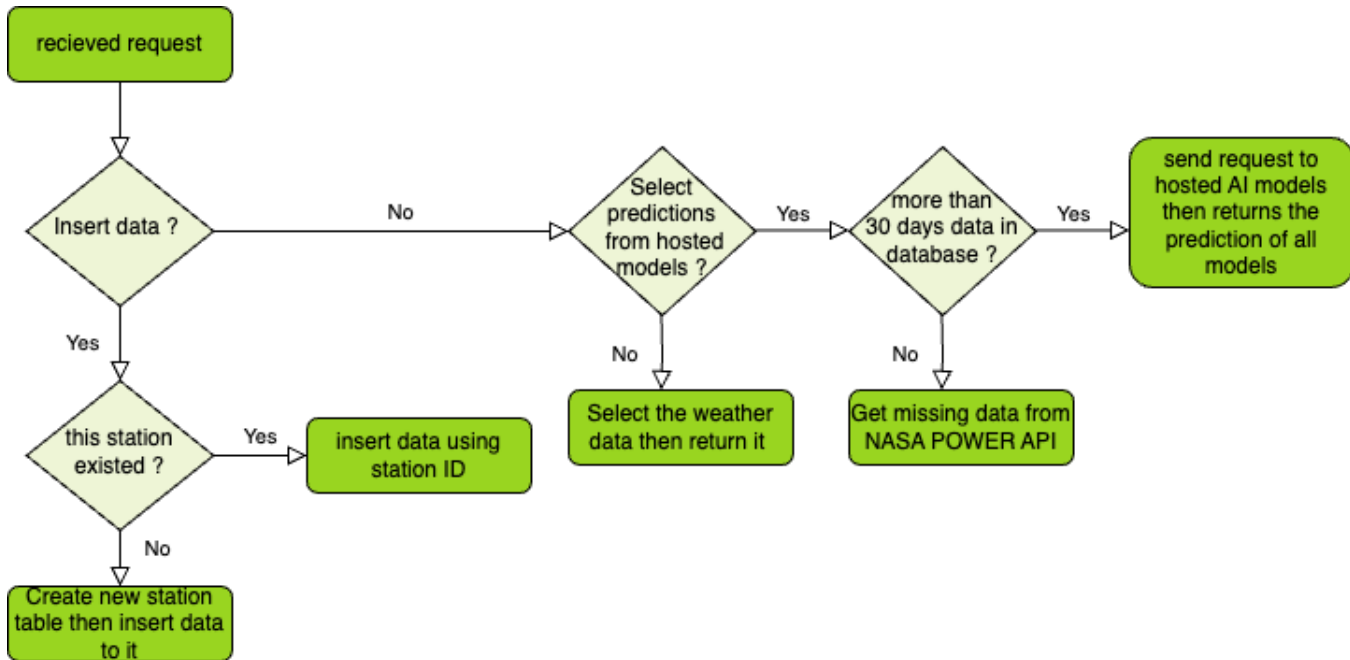 recieved request
Insert data ?
No
Select
predictions
from hosted
models ?
Yes
more than
30 days data in
database ?
Yes
send request to
hosted AI models
then returns the
prediction of all
models
Yes
No
No
this station
existed ?
Yes
insert data using
station ID
Select the weather
data then return it
Get missing data from
NASA POWER API
No
Create new station
table then insert data
to it